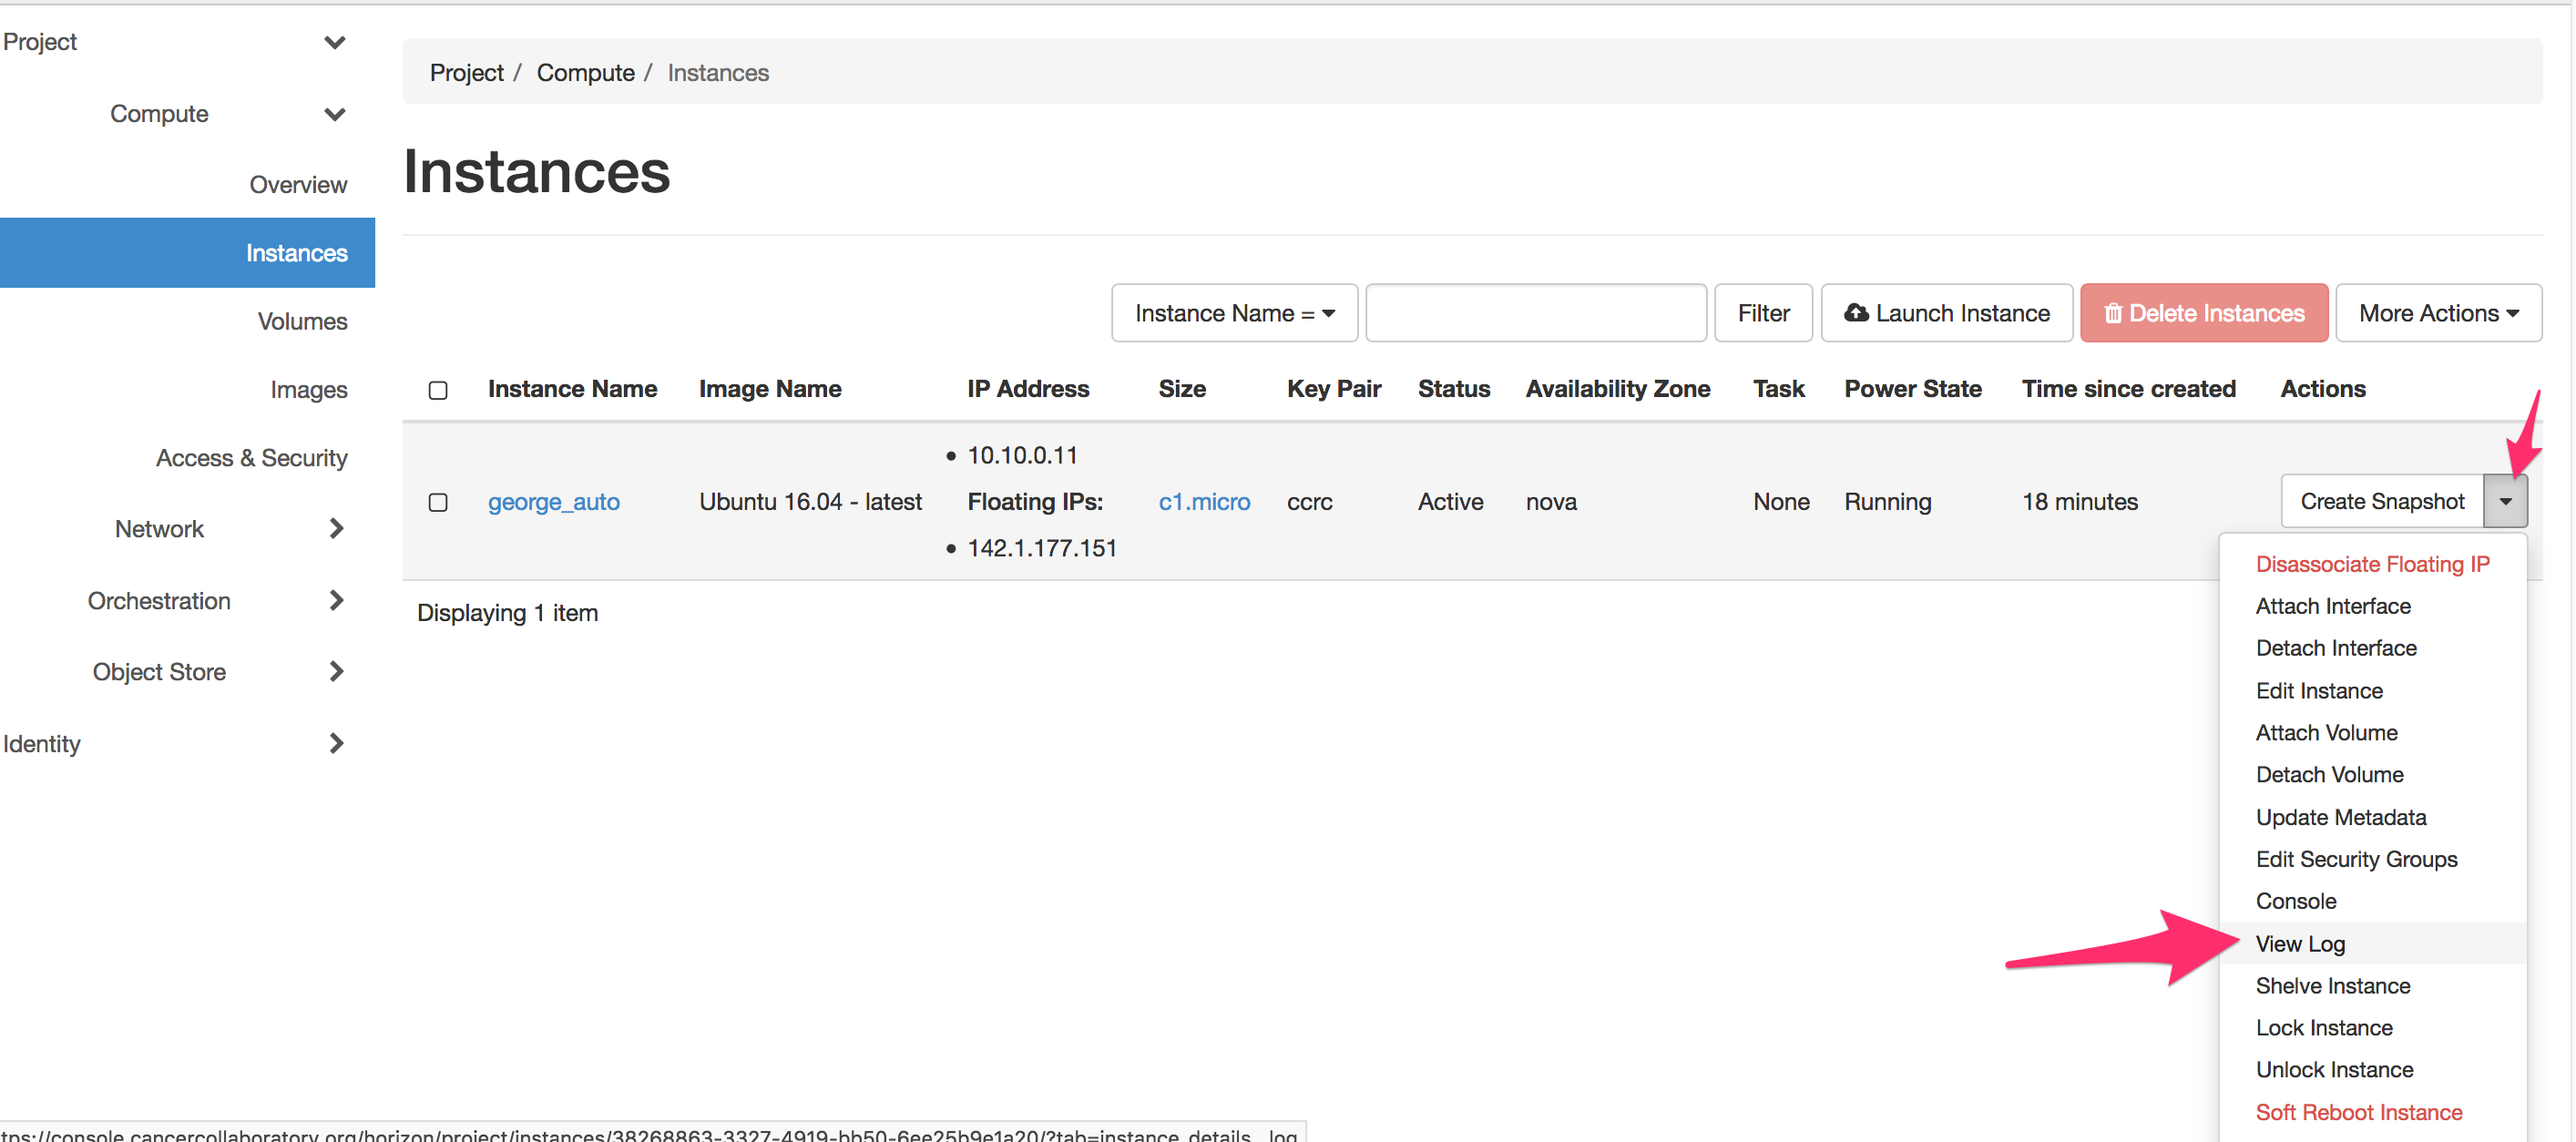 Project
Compute
Overview
Instances
Volumes
Images
Access & Security
Network
Orchestration
Object Store
Identity
Project / Compute / Instances
Instances
Instance Name = Filter Launch Instance Delete Instances More Actions
Instance Name Image Name IP Address Size Key Pair Status Availability Zone Task Power State Time since created Actions
george_auto Ubuntu 16.04 - latest
10.10.0.11
Floating IPs:
142.1.177.151
c1.micro ccrc Active nova None Running 18 minutes Create Snapshot
Displaying 1 item
Disassociate Floating IP
Attach Interface
Detach Interface
Edit Instance
Attach Volume
Detach Volume
Update Metadata
Edit Security Groups
Console
View Log
Shelve Instance
Lock Instance
Unlock Instance
Soft Reboot Instance
tps://console.cancercollaboratory.org/horizon/project/instances/38268863-3327-4919-bb50-6ee25b9e1a20/?tab=instance_details__log